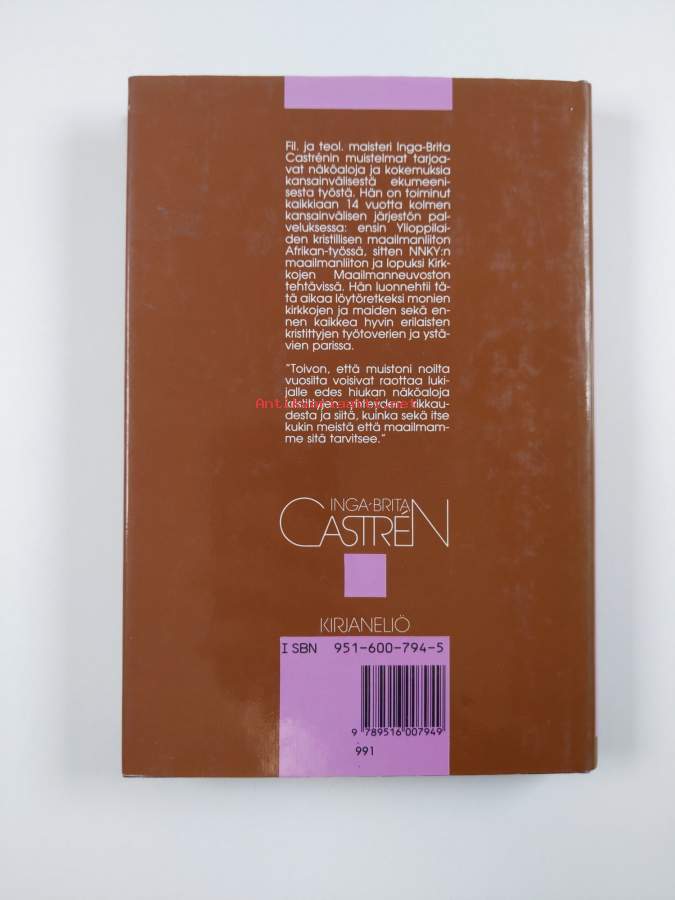 Fil. ja teol. maisteri Inga-Brita
Castrénin muistelmat tarjoa-
vat näköaloja ja kokemuksia
kansainvälisestä ekumeeni-
sesta työstä. Hän on toiminut
kaikkiaan 14 vuotta kolmen
kansainvälisen järjestön pal-
veluksessa: ensin Ylioppilai-
den kristillisen maailmanliiton
Afrikan-työssä, sitten NNKY:n
maailmanliiton ja lopuksi Kirk-
kojen Maailmanneuvoston
tehtävissä. Hän luonnehtii tä-
tä aikaa löytöretkeksi monien
kirkkojen ja maiden sekä en-
nen kaikkea hyvin erilaisten
kristittyjen työtoverien ja ystä-
vien parissa.
"Toivon, että muistoni noilta
vuosilta voisivat raottaa luki-
jalle edes hiukan näköaloja
yhteyden rikkau-
desta ja siitä, kuinka sekä itse
kukin meistä että maailmam-
me sitä tarvitsee."
INGA-BRITA
CASTRÉN
KIRJANELIÖ
ISBN 951-600-794-5
9 789516 007949
991